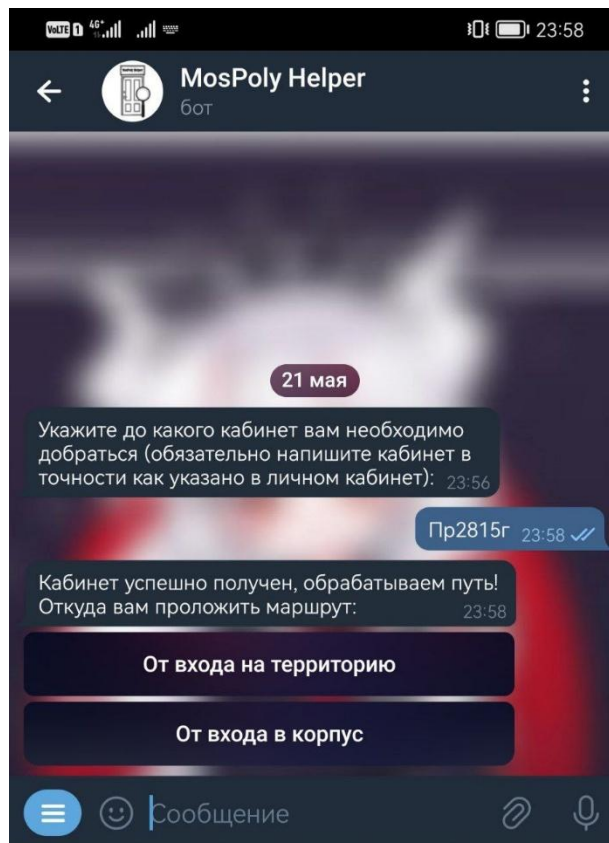 VoLTE 1 4G+ 23:58
MosPoly Helper
бот
21 мая
Укажите до какого кабинет вам необходимо
добраться (обязательно напишите кабинет в
точности как указано в личном кабинет): 23:56
Пр2815г 23:58
Кабинет успешно получен, обрабатываем путь!
Откуда вам проложить маршрут: 23:58
От входа на территорию
От входа в корпус
Сообщение